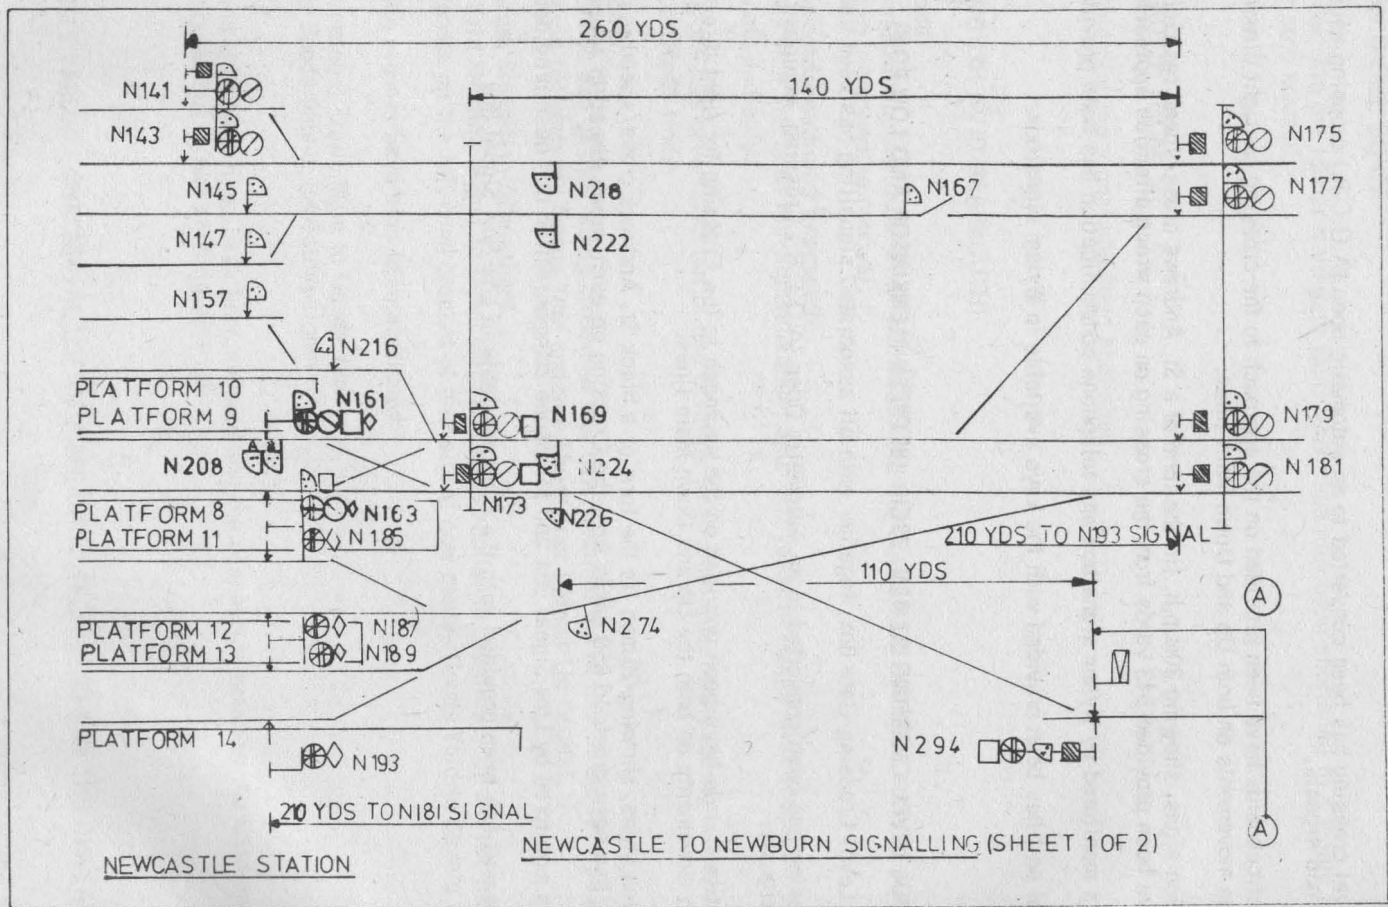 260 YDS
140 YDS
N141
N143
N175
N145
N218
N167
N177
N147
N222
N157
N216
PLATFORM 10
PLATFORM 9
N161
N169
N179
A B
N208
N224
N181
PLATFORM 8
N163
N173
N226
PLATFORM 11
N185
210 YDS TO N193 SIGNAL
110 YDS
A
PLATFORM 12
N187
N274
PLATFORM 13
N189
PLATFORM 14
N294
N193
210 YDS TO N181 SIGNAL
A
NEWCASTLE TO NEWBURN SIGNALLING (SHEET 1 OF 2)
NEWCASTLE STATION